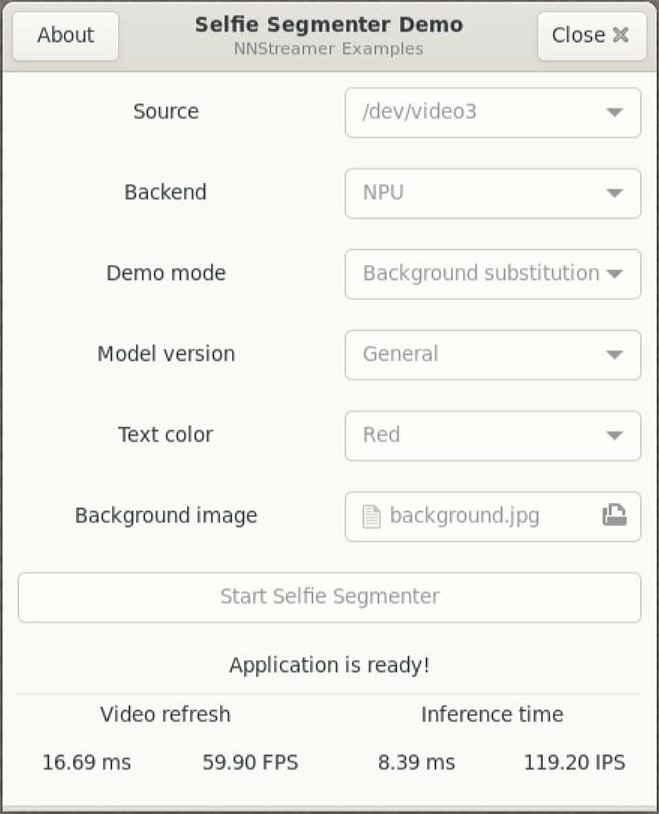 About
Selfie Segmenter Demo
NNStreamer Examples
Close
Source /dev/video3
Backend NPU
Demo mode Background substitution
Model version General
Text color Red
Background image background.jpg
Start Selfie Segmenter
Application is ready!
Video refresh Inference time
16.69 ms 59.90 FPS 8.39 ms 119.20 IPS